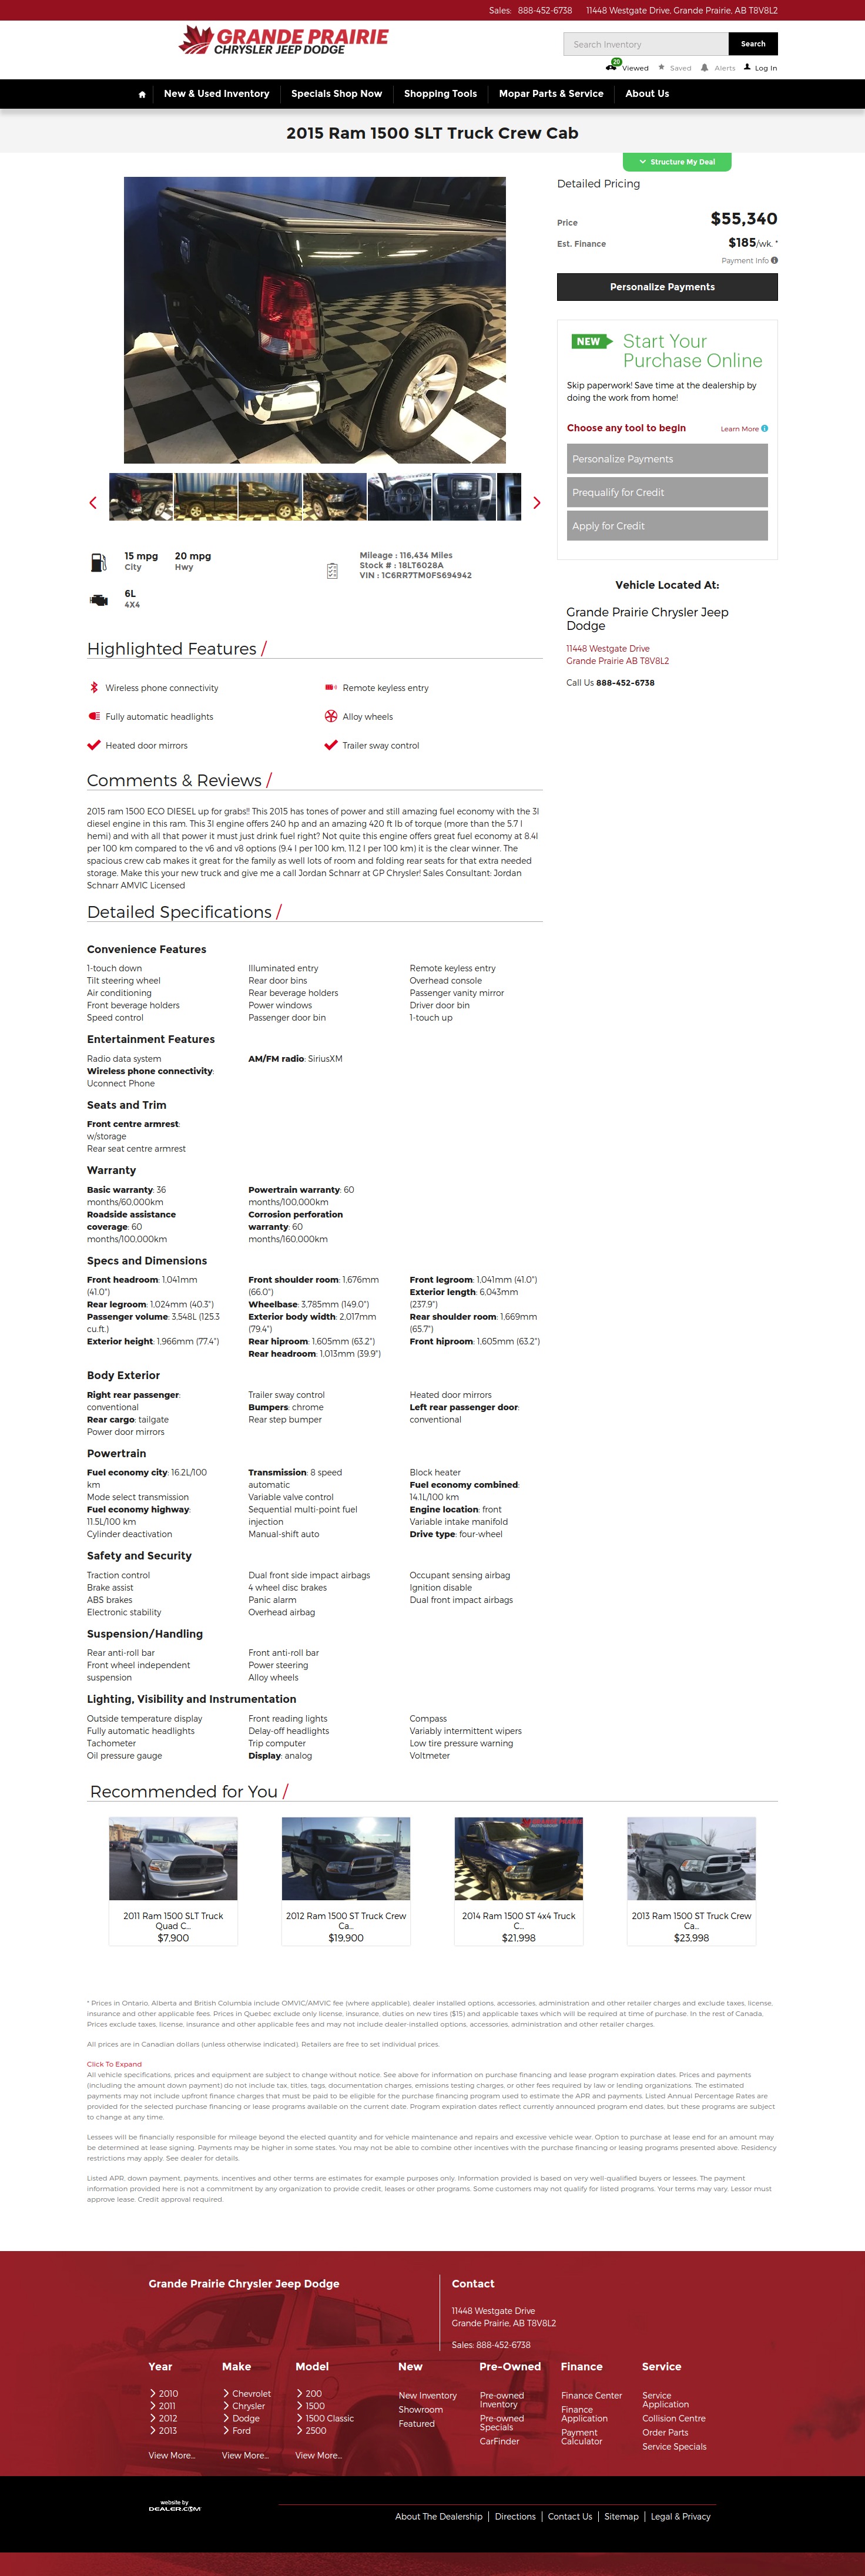 Sales: 888-452-6738 11448 Westgate Drive, Grande Prairie, AB T8V8L2
GRANDE PRAIRIE
CHRYSLER JEEP DODGE
Search Inventory
Search
20
Viewed
Saved
Alerts
Log In
New & Used Inventory
Specials Shop Now
Shopping Tools
Mopar Parts & Service
About Us
2015 Ram 1500 SLT Truck Crew Cab
Structure My Deal
Detailed Pricing
Price $55,340
Est. Finance $185/wk. *
Payment Info
Personalize Payments
NEW Start Your
Purchase Online
Skip paperwork! Save time at the dealership by
doing the work from home!
Choose any tool to begin
Learn More
Personalize Payments
Prequalify for Credit
Apply for Credit
Vehicle Located At:
Grande Prairie Chrysler Jeep
Dodge
11448 Westgate Drive
Grande Prairie AB T8V8L2
Call Us 888-452-6738
15 mpg 20 mpg
City Hwy
6L
4X4
Mileage : 116,434 Miles
Stock # : 18LT6028A
VIN : 1C6RR7TM0FS694942
Highlighted Features /
Wireless phone connectivity
Remote keyless entry
Fully automatic headlights
Alloy wheels
Heated door mirrors
Trailer sway control
Comments & Reviews /
2015 ram 1500 ECO DIESEL up for grabs!! This 2015 has tones of power and still amazing fuel economy with the 3l
diesel engine in this ram. This 3l engine offers 240 hp and an amazing 420 ft lb of torque (more than the 5.7 l
hemi) and with all that power it must just drink fuel right? Not quite this engine offers great fuel economy at 8.4l
per 100 km compared to the v6 and v8 options (9.4 l per 100 km, 11.2 l per 100 km) it is the clear winner. The
spacious crew cab makes it great for the family as well lots of room and folding rear seats for that extra needed
storage. Make this your new truck and give me a call Jordan Schnarr at GP Chrysler! Sales Consultant: Jordan
Schnarr AMVIC Licensed
Detailed Specifications /
Convenience Features
1-touch down
Tilt steering wheel
Air conditioning
Front beverage holders
Speed control
Illuminated entry
Rear door bins
Rear beverage holders
Power windows
Passenger door bin
Remote keyless entry
Overhead console
Passenger vanity mirror
Driver door bin
1-touch up
Entertainment Features
Radio data system
Wireless phone connectivity:
Uconnect Phone
AM/FM radio: SiriusXM
Seats and Trim
Front centre armrest:
w/storage
Rear seat centre armrest
Warranty
Basic warranty: 36
months/60,000km
Roadside assistance
coverage: 60
months/100,000km
Powertrain warranty: 60
months/100,000km
Corrosion perforation
warranty: 60
months/160,000km
Specs and Dimensions
Front headroom: 1,041mm
(41.0")
Rear legroom: 1,024mm (40.3")
Passenger volume: 3,548L (125.3
cu.ft.)
Exterior height: 1,966mm (77.4")
Front shoulder room: 1,676mm
(66.0")
Wheelbase: 3,785mm (149.0")
Exterior body width: 2,017mm
(79.4")
Rear hiproom: 1,605mm (63.2")
Rear headroom: 1,013mm (39.9")
Front legroom: 1,041mm (41.0")
Exterior length: 6,043mm
(237.9")
Rear shoulder room: 1,669mm
(65.7")
Front hiproom: 1,605mm (63.2")
Body Exterior
Right rear passenger:
conventional
Rear cargo: tailgate
Power door mirrors
Trailer sway control
Bumpers: chrome
Rear step bumper
Heated door mirrors
Left rear passenger door:
conventional
Powertrain
Fuel economy city: 16.2L/100
km
Mode select transmission
Fuel economy highway:
11.5L/100 km
Cylinder deactivation
Transmission: 8 speed
automatic
Variable valve control
Sequential multi-point fuel
injection
Manual-shift auto
Block heater
Fuel economy combined:
14.1L/100 km
Engine location: front
Variable intake manifold
Drive type: four-wheel
Safety and Security
Traction control
Brake assist
ABS brakes
Electronic stability
Dual front side impact airbags
4 wheel disc brakes
Panic alarm
Overhead airbag
Occupant sensing airbag
Ignition disable
Dual front impact airbags
Suspension/Handling
Rear anti-roll bar
Front wheel independent
suspension
Front anti-roll bar
Power steering
Alloy wheels
Lighting, Visibility and Instrumentation
Outside temperature display
Fully automatic headlights
Tachometer
Oil pressure gauge
Front reading lights
Delay-off headlights
Trip computer
Display: analog
Compass
Variably intermittent wipers
Low tire pressure warning
Voltmeter
Recommended for You /
2011 Ram 1500 SLT Truck
Quad C...
$7,900
2012 Ram 1500 ST Truck Crew
Ca...
$19,900
2014 Ram 1500 ST 4x4 Truck
C...
$21,998
2013 Ram 1500 ST Truck Crew
Ca...
$23,998
* Prices in Ontario, Alberta and British Columbia include OMVIC/AMVIC fee (where applicable), dealer installed options, accessories, administration and other retailer charges and exclude taxes, license,
insurance and other applicable fees. Prices in Quebec exclude only license, insurance, duties on new tires ($15) and applicable taxes which will be required at time of purchase. In the rest of Canada,
Prices exclude taxes, license, insurance and other applicable fees and may not include dealer-installed options, accessories, administration and other retailer charges.
All prices are in Canadian dollars (unless otherwise indicated). Retailers are free to set individual prices.
Click To Expand
All vehicle specifications, prices and equipment are subject to change without notice. See above for information on purchase financing and lease program expiration dates. Prices and payments
(including the amount down payment) do not include tax, titles, tags, documentation charges, emissions testing charges, or other fees required by law or lending organizations. The estimated
payments may not include upfront finance charges that must be paid to be eligible for the purchase financing program used to estimate the APR and payments. Listed Annual Percentage Rates are
provided for the selected purchase financing or lease programs available on the current date. Program expiration dates reflect currently announced program end dates, but these programs are subject
to change at any time.
Lessees will be financially responsible for mileage beyond the elected quantity and for vehicle maintenance and repairs and excessive vehicle wear. Option to purchase at lease end for an amount may
be determined at lease signing. Payments may be higher in some states. You may not be able to combine other incentives with the purchase financing or leasing programs presented above. Residency
restrictions may apply. See dealer for details.
Listed APR, down payment, payments, incentives and other terms are estimates for example purposes only. Information provided is based on very well-qualified buyers or lessees. The payment
information provided here is not a commitment by any organization to provide credit, leases or other programs. Some customers may not qualify for listed programs. Your terms may vary. Lessor must
approve lease. Credit approval required.
Grande Prairie Chrysler Jeep Dodge
Contact
11448 Westgate Drive
Grande Prairie, AB T8V8L2
Sales: 888-452-6738
Year
2010
2011
2012
2013
View More...
Make
Chevrolet
Chrysler
Dodge
Ford
View More...
Model
200
1500
1500 Classic
2500
View More...
New
New Inventory
Showroom
Featured
Pre-Owned
Pre-owned
Inventory
Pre-owned
Specials
CarFinder
Finance
Finance Center
Finance
Application
Payment
Calculator
Service
Service
Application
Collision Centre
Order Parts
Service Specials
website by
DEALER.COM
About The Dealership
Directions
Contact Us
Sitemap
Legal & Privacy